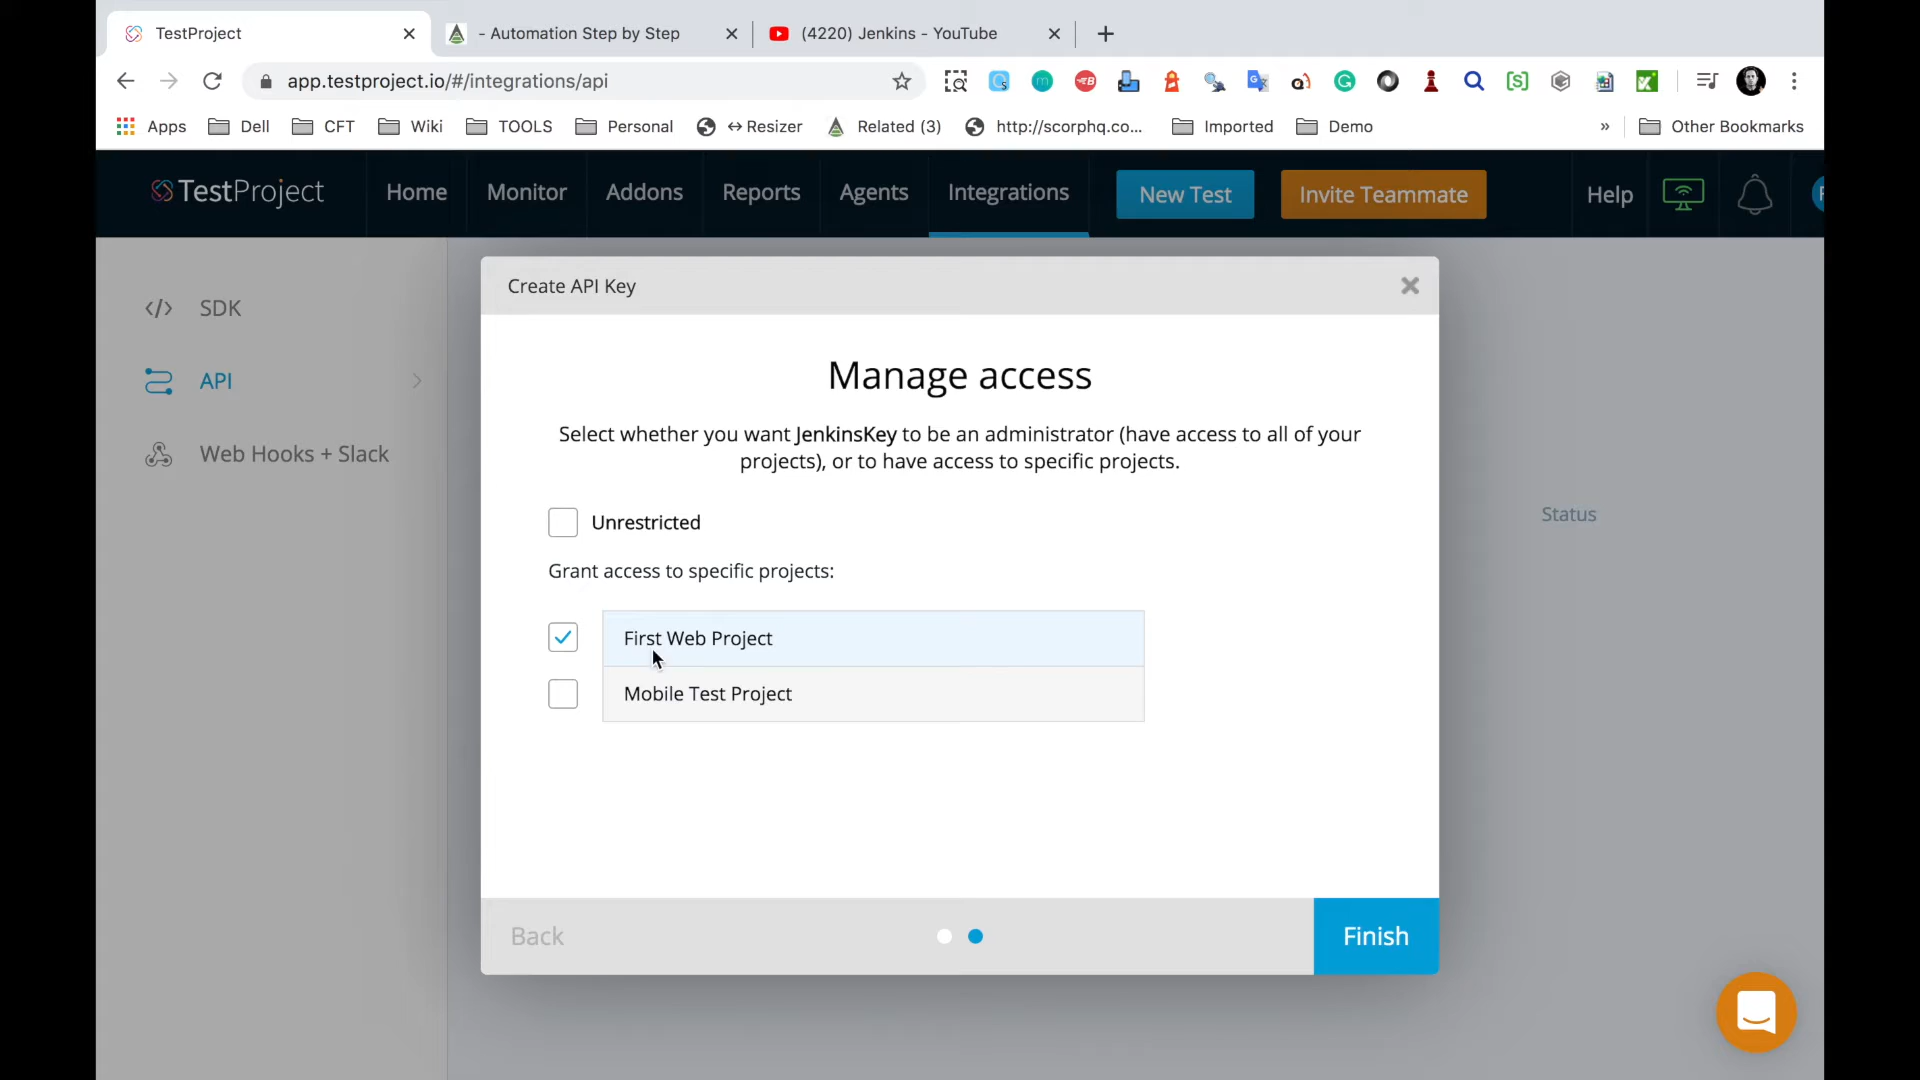 TestProject
- Automation Step by Step
(4220) Jenkins - YouTube
app.testproject.io/#/integrations/api
Apps
Dell
CFT
Wiki
TOOLS
Personal
↔Resizer
Related (3)
http://scorphq.co...
Imported
Demo
»
Other Bookmarks
TestProject
Home
Monitor
Addons
Reports
Agents
Integrations
New Test
Invite Teammate
Help
SDK
API
Web Hooks + Slack
Status
Create API Key
Manage access
Select whether you want JenkinsKey to be an administrator (have access to all of your
projects), or to have access to specific projects.
Unrestricted
Grant access to specific projects:
First Web Project
Mobile Test Project
Back
Finish